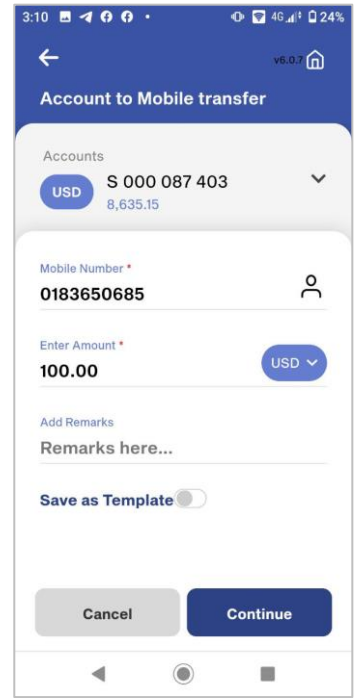 3:10 4G 24%
v6.0.7
Account to Mobile transfer
Accounts
USD S 000 087 403
8,635.15
Mobile Number *
0183650685
Enter Amount *
100.00 USD
Add Remarks
Remarks here...
Save as Template
Cancel Continue